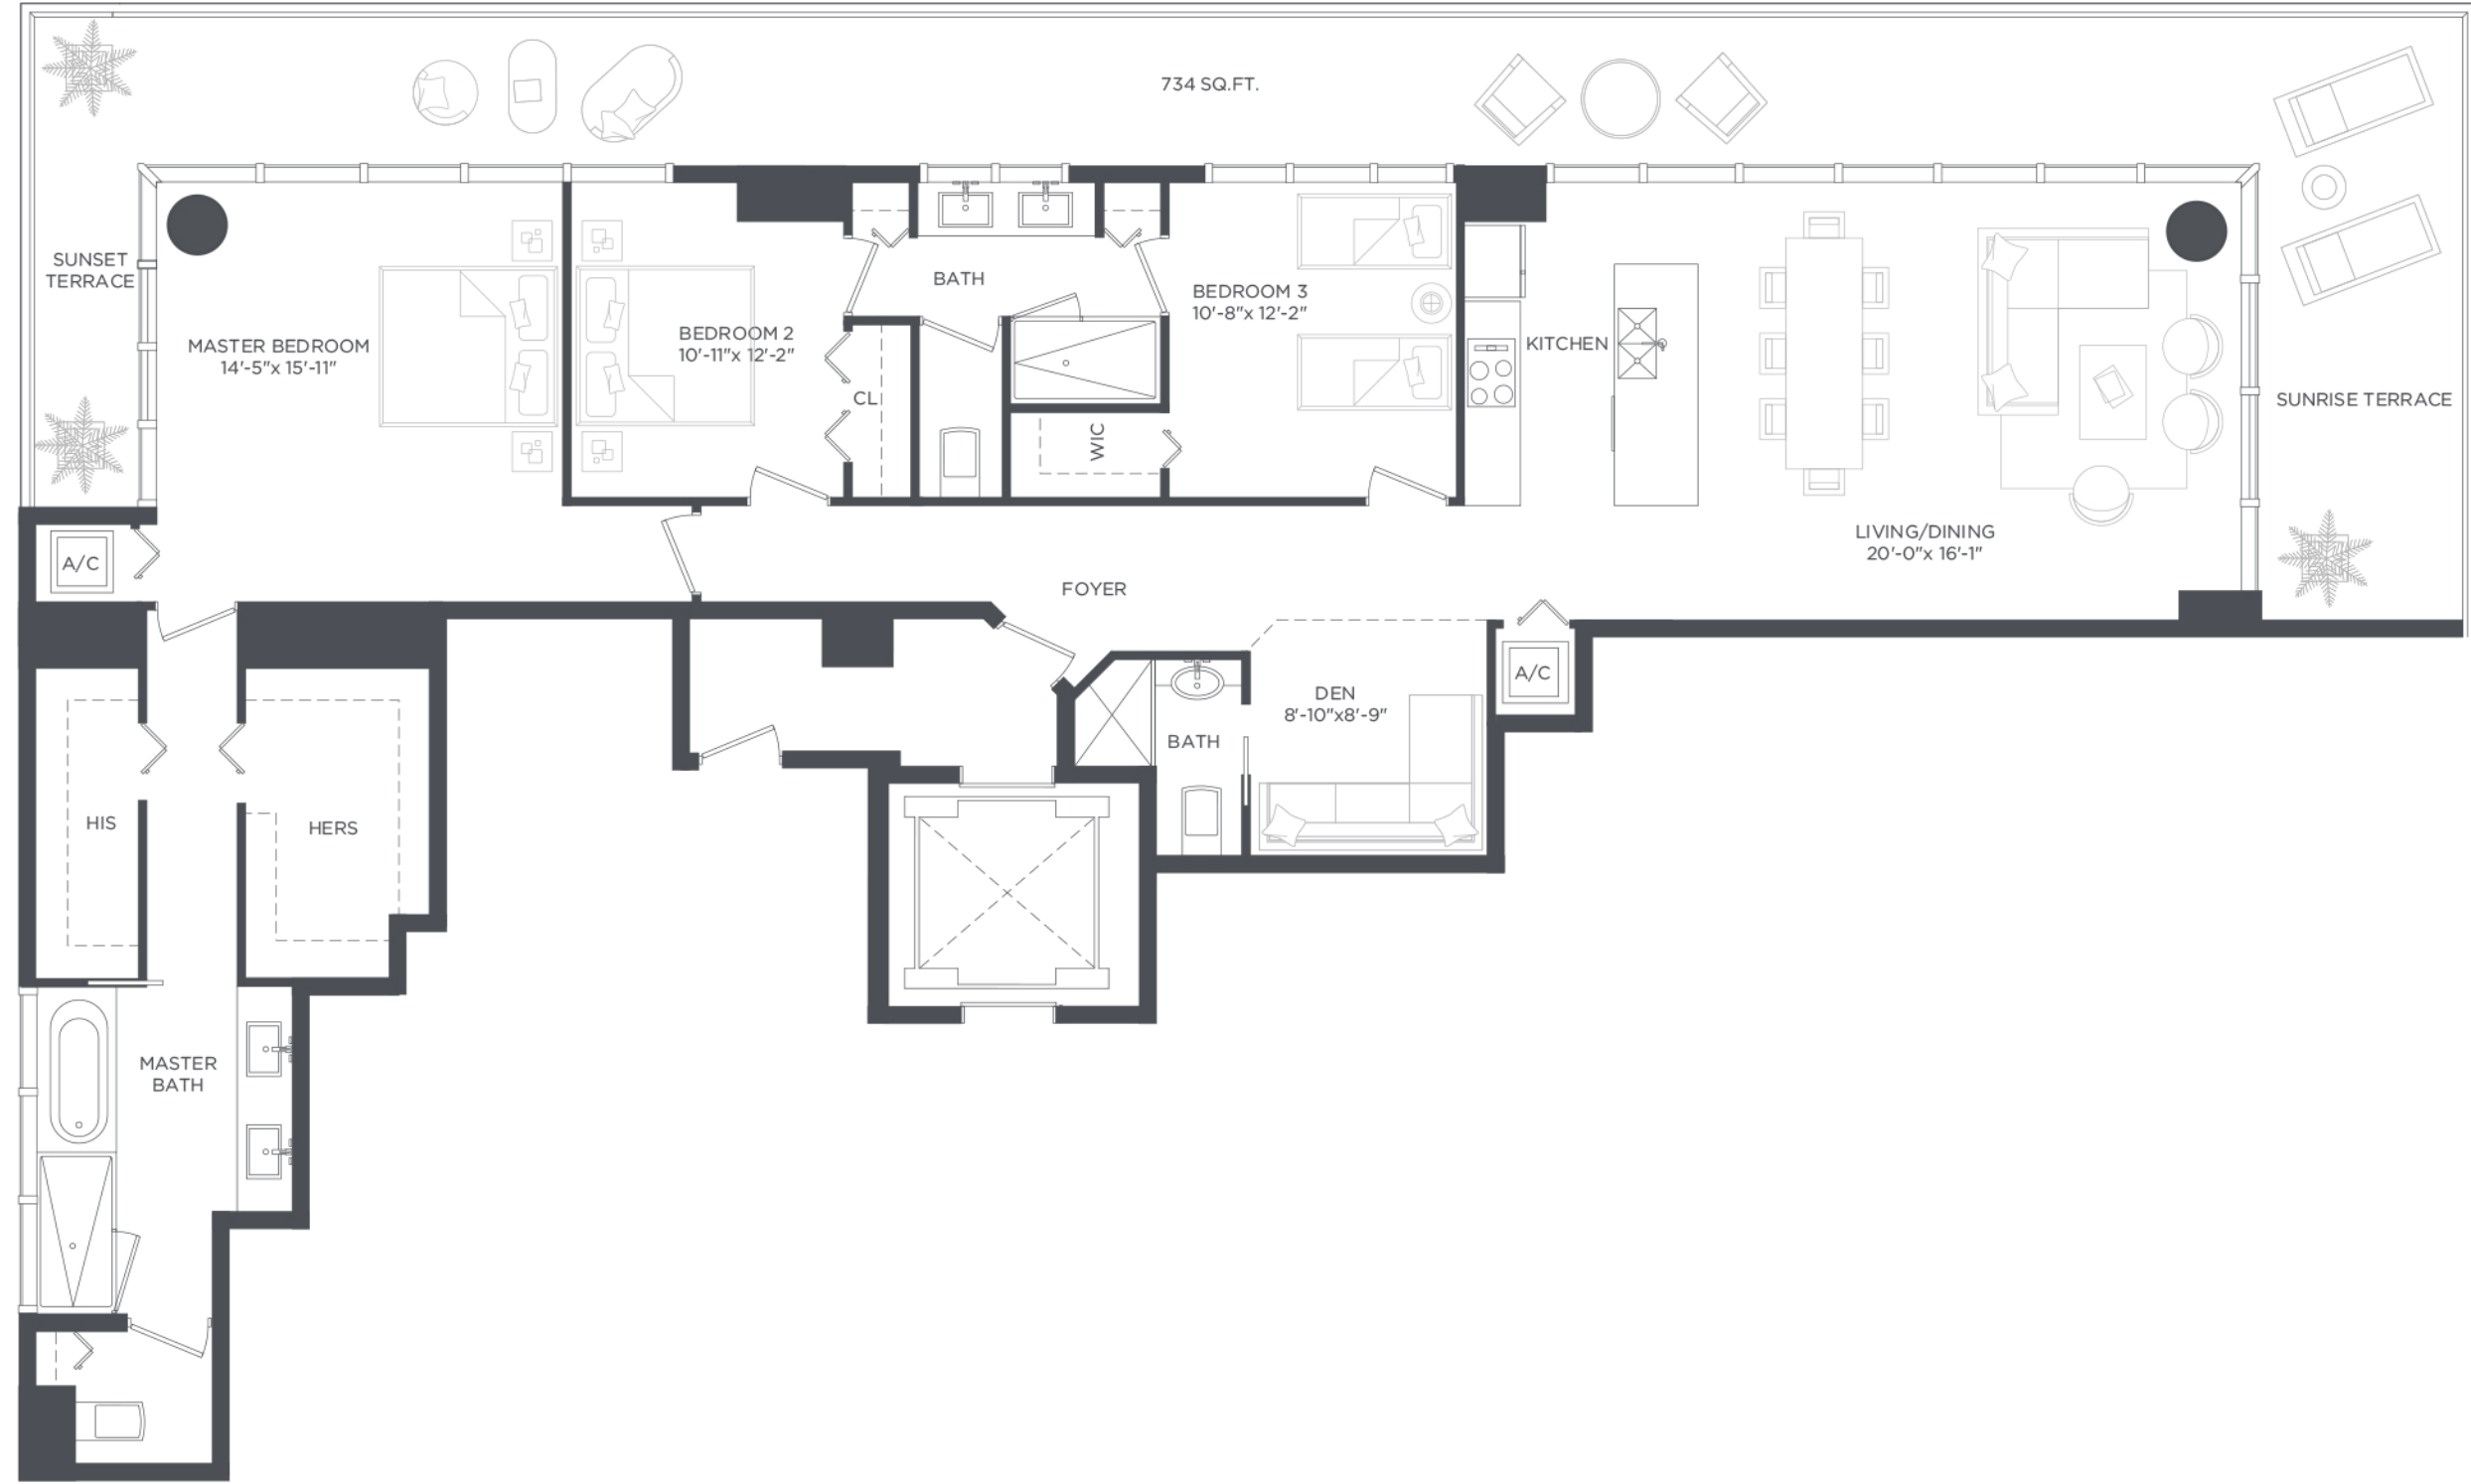 734 SQ.FT.
SUNSET
TERRACE
MASTER BEDROOM
14'-5"x 15'-11"
BEDROOM 2
10'-11"x 12'-2"
BATH
CL
WIC
BEDROOM 3
10'-8"x 12'-2"
KITCHEN
SUNRISE TERRACE
LIVING/DINING
20'-0"x 16'-1"
A/C
FOYER
A/C
DEN
8'-10"x8'-9"
BATH
HIS
HERS
MASTER
BATH